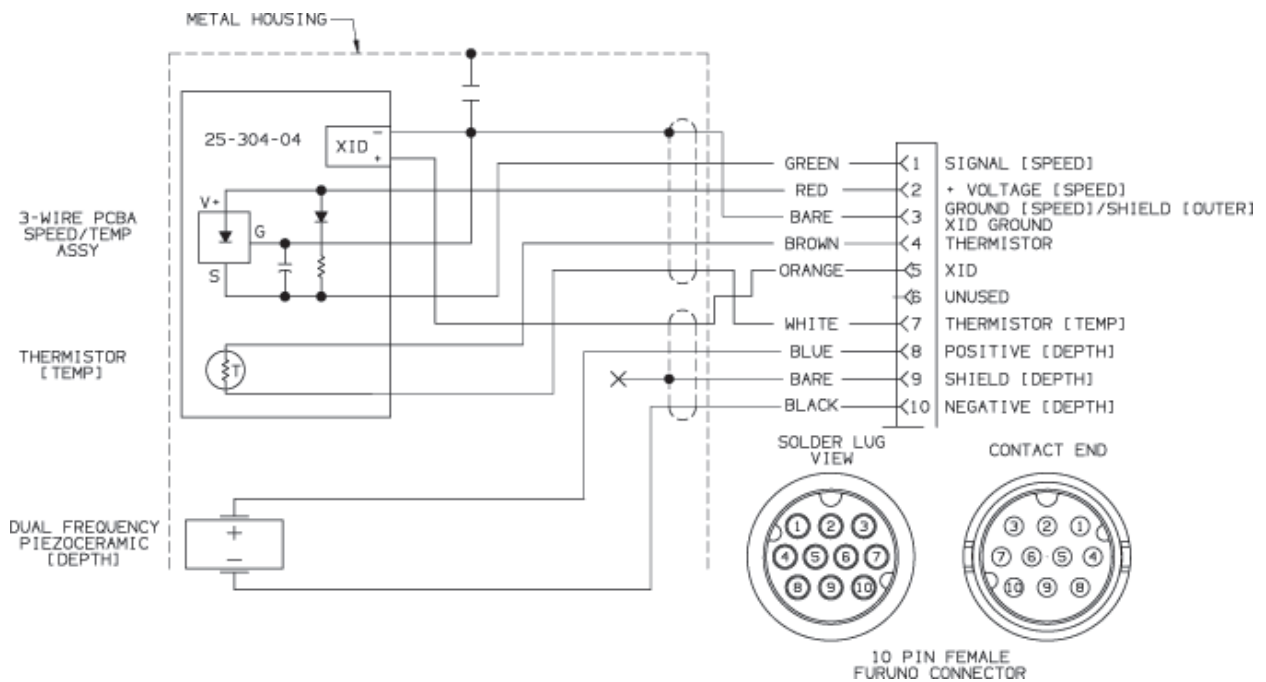 METAL HOUSING
25-304-04
XID
−
+
V+
G
S
3-WIRE PCBA
SPEED/TEMP
ASSY
THERMISTOR
[TEMP]
T
DUAL FREQUENCY
PIEZOCERAMIC
[DEPTH]
+
−
GREEN 1 SIGNAL [SPEED]
RED 2 + VOLTAGE [SPEED]
BARE 3 GROUND [SPEED]/SHIELD [OUTER]
XID GROUND
BROWN 4 THERMISTOR
ORANGE 5 XID
6 UNUSED
WHITE 7 THERMISTOR [TEMP]
BLUE 8 POSITIVE [DEPTH]
BARE 9 SHIELD [DEPTH]
BLACK 10 NEGATIVE [DEPTH]
SOLDER LUG
VIEW
1 2 3
4 5 6 7
8 9 10
CONTACT END
3 2 1
7 6 5 4
10 9 8
10 PIN FEMALE
FURUNO CONNECTOR